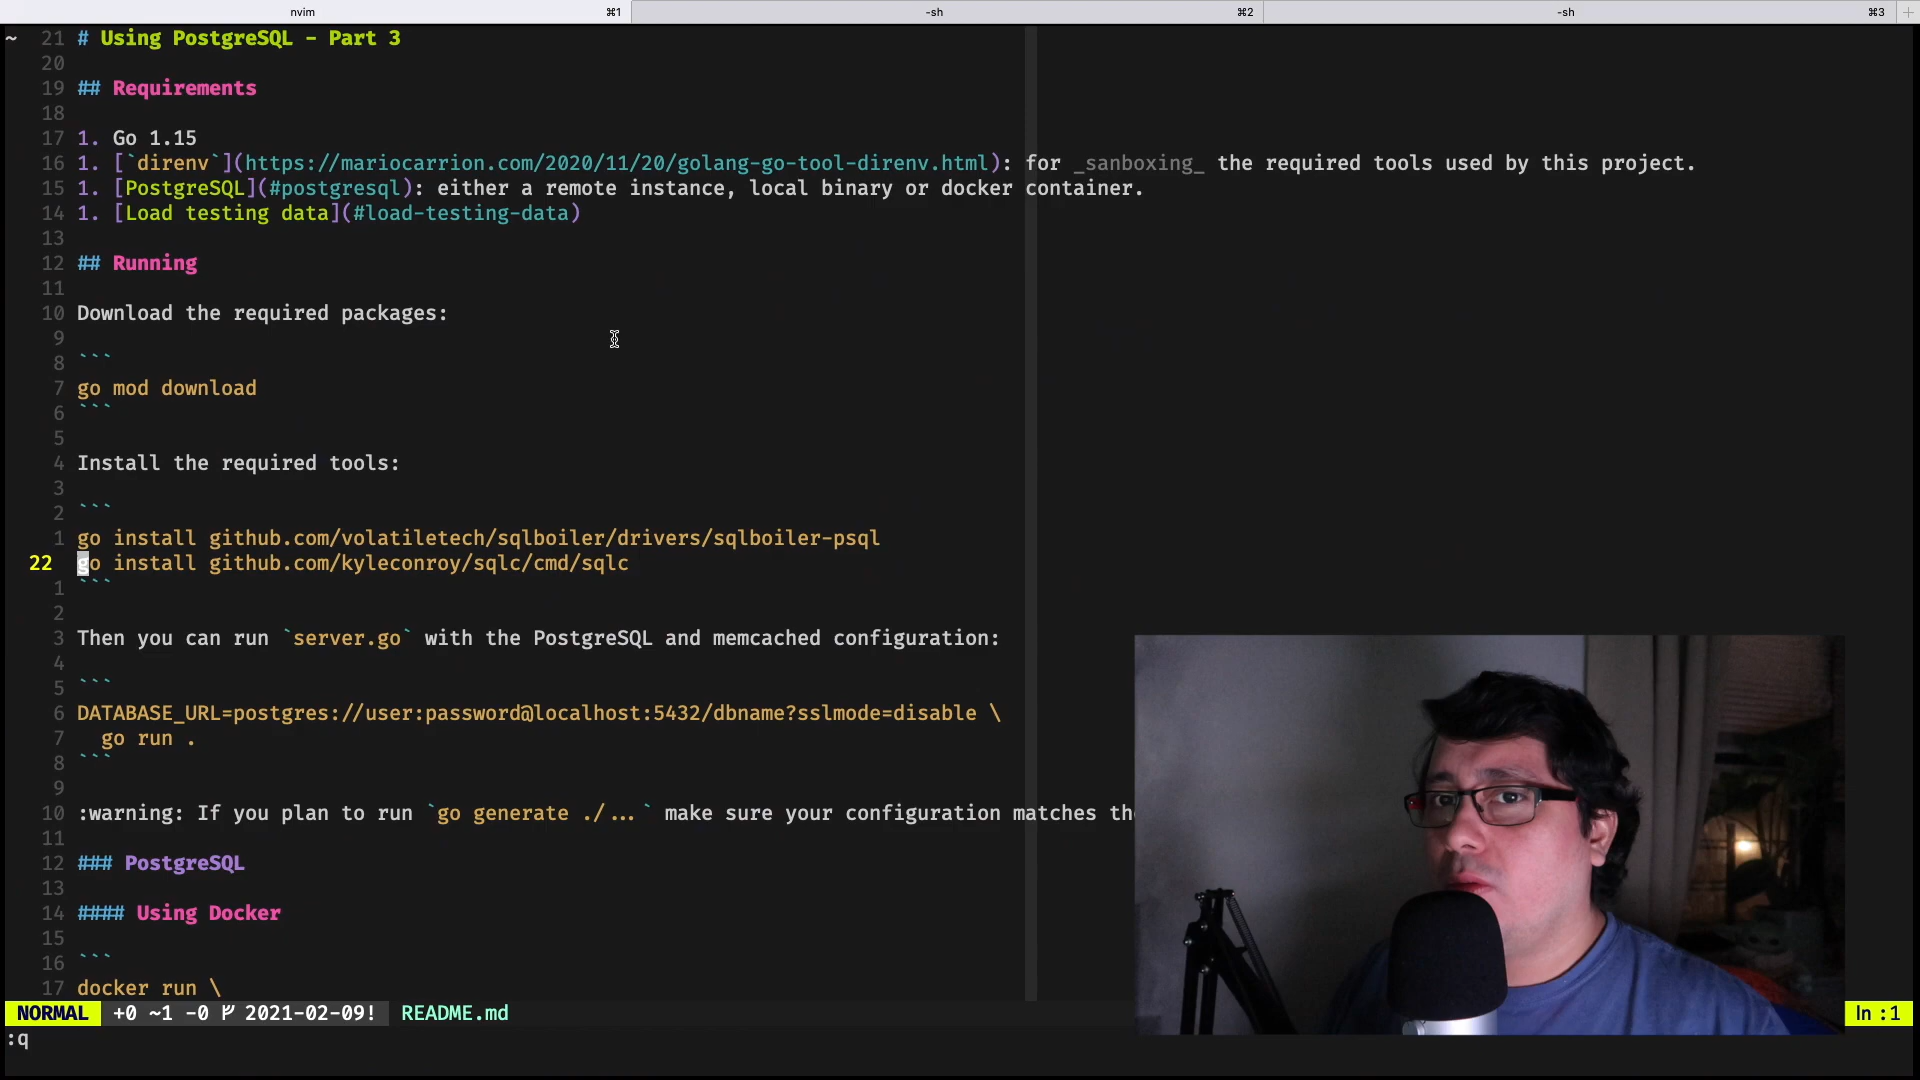 nvim ⌘1 -sh ⌘2 -sh ⌘3 +
~ 21 # Using PostgreSQL - Part 3
20
19 ## Requirements
18
17 1. Go 1.15
16 1. [`direnv`](https://mariocarrion.com/2020/11/20/golang-go-tool-direnv.html): for _sanboxing_ the required tools used by this project.
15 1. [PostgreSQL](#postgresql): either a remote instance, local binary or docker container.
14 1. [Load testing data](#load-testing-data)
13
12 ## Running
11
10 Download the required packages:
9
8 ```
7 go mod download
6 ```
5
4 Install the required tools:
3
2 ```
1 go install github.com/volatiletech/sqlboiler/drivers/sqlboiler-psql
22 go install github.com/kyleconroy/sqlc/cmd/sqlc
1 ```
2
3 Then you can run `server.go` with the PostgreSQL and memcached configuration:
4
5 ```
6 DATABASE_URL=postgres://user:password@localhost:5432/dbname?sslmode=disable \
7 go run .
8 ```
9
10 :warning: If you plan to run `go generate ./...` make sure your configuration matches
11
12 ### PostgreSQL
13
14 #### Using Docker
15
16 ```
17 docker run \
NORMAL +0 ~1 -0 2021-02-09! README.md ln :1
:q